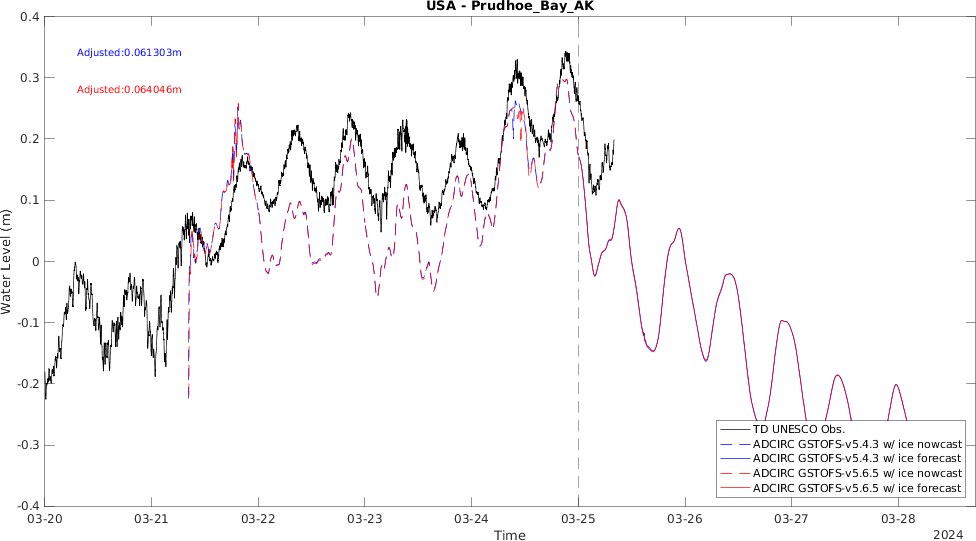 USA - Prudhoe_Bay_AK
Adjusted:0.061303m
Adjusted:0.064046m
0.4
0.3
0.2
0.1
0
-0.1
-0.2
-0.3
-0.4
Water Level (m)
TD UNESCO Obs.
ADCIRC GSTOFS-v5.4.3 w/ ice nowcast
ADCIRC GSTOFS-v5.4.3 w/ ice forecast
ADCIRC GSTOFS-v5.6.5 w/ ice nowcast
ADCIRC GSTOFS-v5.6.5 w/ ice forecast
03-20 03-21 03-22 03-23 03-24 03-25 03-26 03-27 03-28
Time
2024